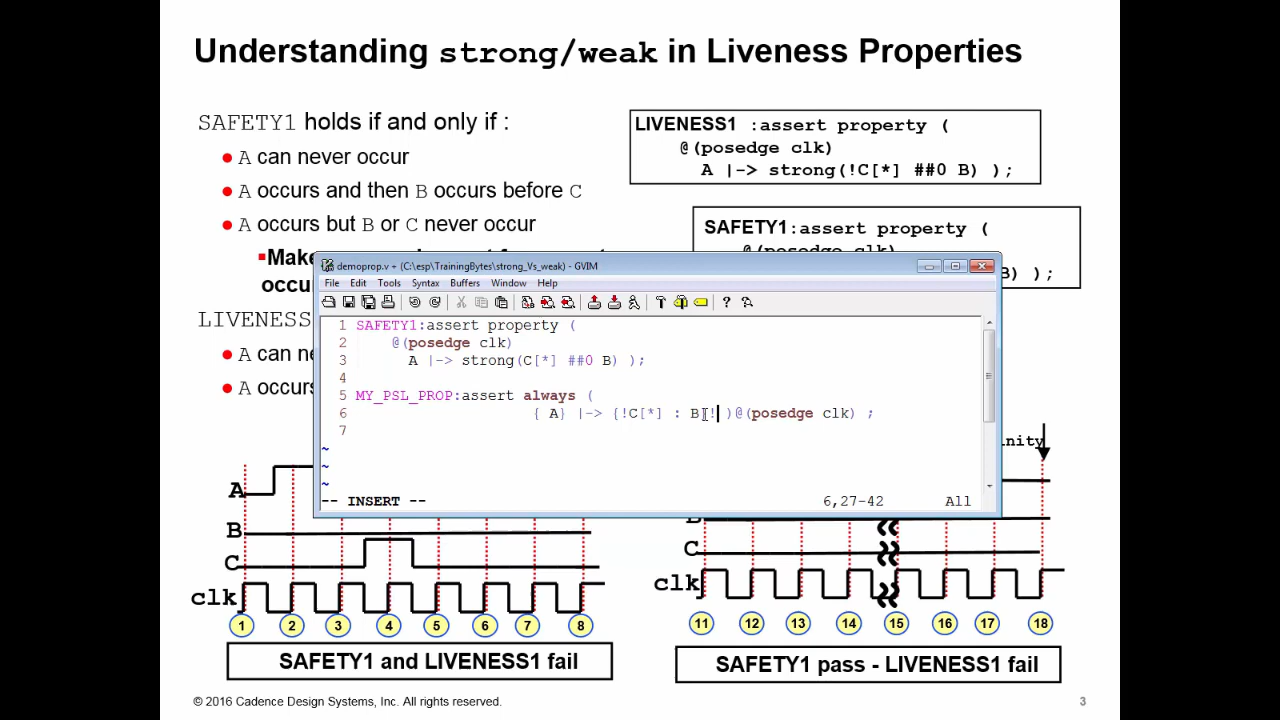 Understanding strong/weak in Liveness Properties
SAFETY1 holds if and only if :
A can never occur
A occurs and then B occurs before C
A occurs but B or C never occur
Make
occu
LIVENESS
A can ne
A occurs
LIVENESS1 :assert property (
@(posedge clk)
A |-> strong(!C[*] ##0 B) );
SAFETY1:assert property (
@(posedge clk)
B) );
demoprop.v + (C:\esp\TrainingBytes\strong_Vs_weak) - GVIM
File Edit Tools Syntax Buffers Window Help
1 SAFETY1:assert property (
2 @(posedge clk)
3 A |-> strong(C[*] ##0 B) );
4
5 MY_PSL_PROP:assert always (
6 { A} |-> {!C[*] : B}! )@(posedge clk) ;
7
~
~
~
-- INSERT -- 6,27-42 All
A
B
C
clk
1 2 3 4 5 6 7 8
SAFETY1 and LIVENESS1 fail
inity
B
C
clk
11 12 13 14 15 16 17 18
SAFETY1 pass - LIVENESS1 fail
© 2016 Cadence Design Systems, Inc. All rights reserved.
3